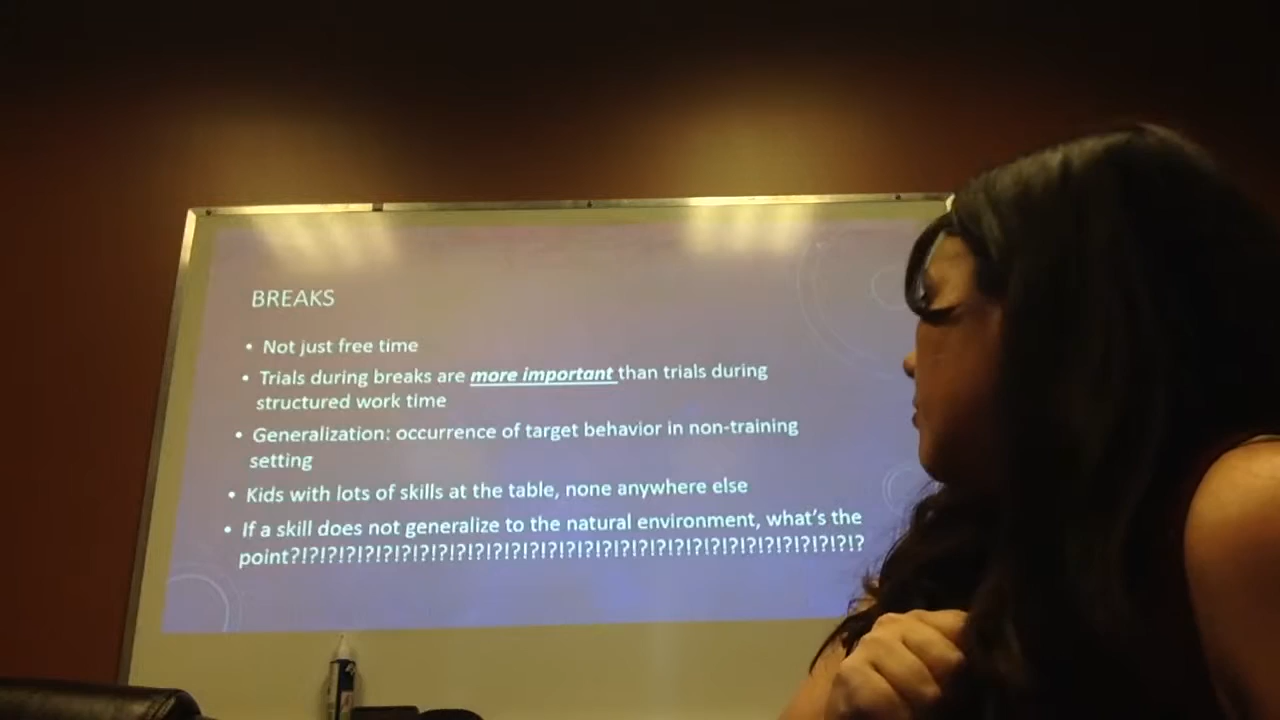 BREAKS
• Not just free time
• Trials during breaks are more important than trials during
structured work time
• Generalization: occurrence of target behavior in non-training
setting
• Kids with lots of skills at the table, none anywhere else
• If a skill does not generalize to the natural environment, what's the
point?!?!?!?!?!?!?!?!?!?!?!?!?!?!?!?!?!?!?!?!?!?!?!?!?!?!?!?!?!?!?